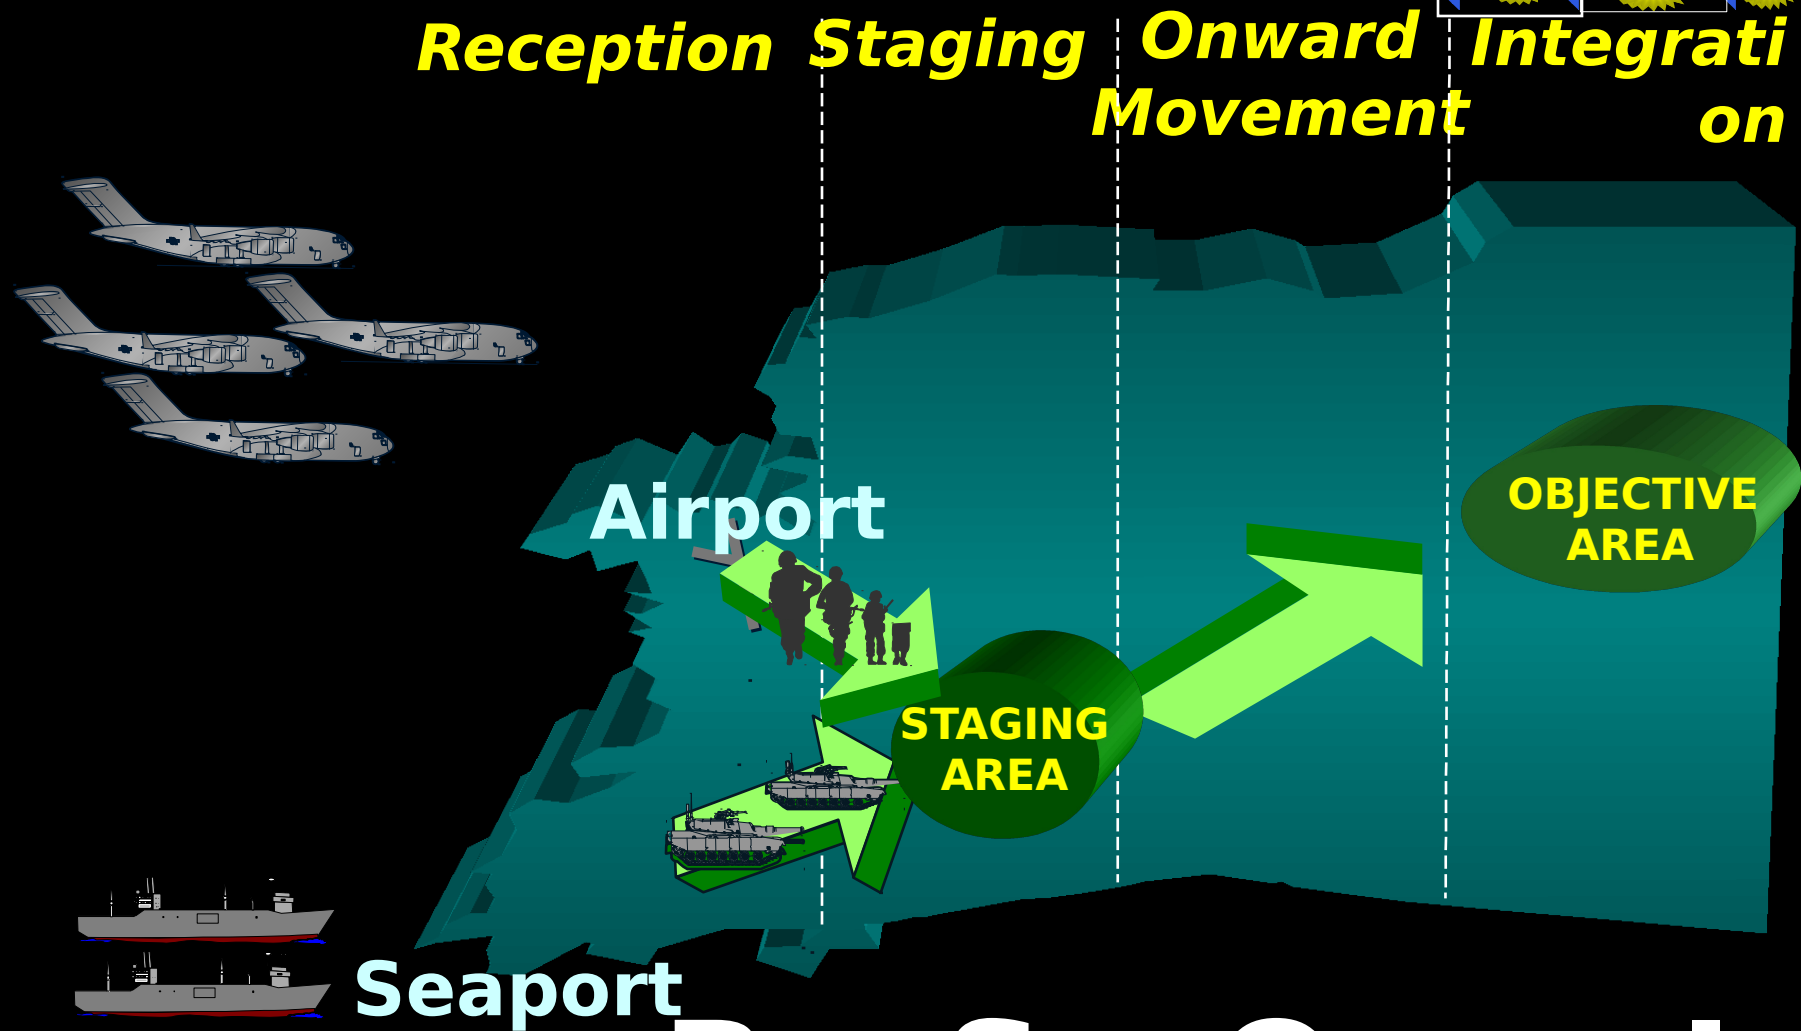 Reception
Staging
Onward
Movement
Integrati
on
Airport
OBJECTIVE
AREA
STAGING
AREA
Seaport